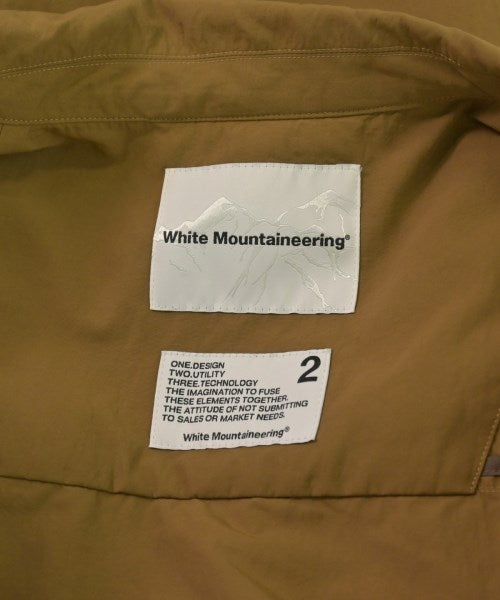 White Mountaineering®
ONE.DESIGN
TWO.UTILITY
THREE.TECHNOLOGY
THE IMAGINATION TO FUSE
THESE ELEMENTS TOGETHER.
THE ATTITUDE OF NOT SUBMITTING
TO SALES OR MARKET NEEDS.
2
White Mountaineering®